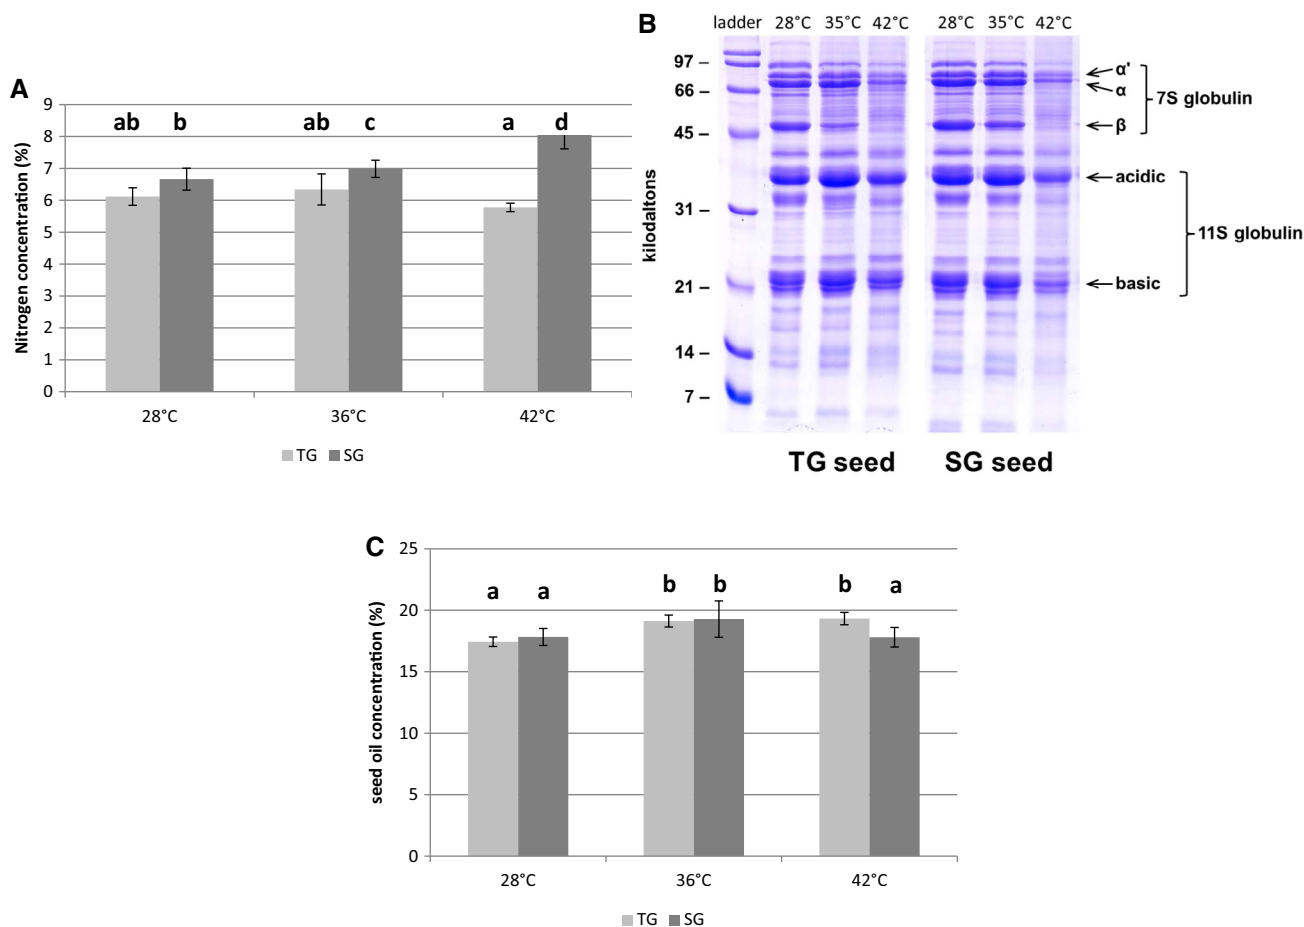 A
9
8
7
6
5
4
3
2
1
0
Nitrogen concentration (%)
ab b ab c a d
28°C 36°C 42°C
TG SG
B
ladder 28°C 35°C 42°C 28°C 35°C 42°C
97 –
66 –
45 –
31 –
21 –
14 –
7 –
kilodaltons
α'
α
7S globulin
β
acidic
11S globulin
basic
TG seed SG seed
C
25
20
15
10
5
0
seed oil concentration (%)
a a b b b a
28°C 36°C 42°C
TG SG